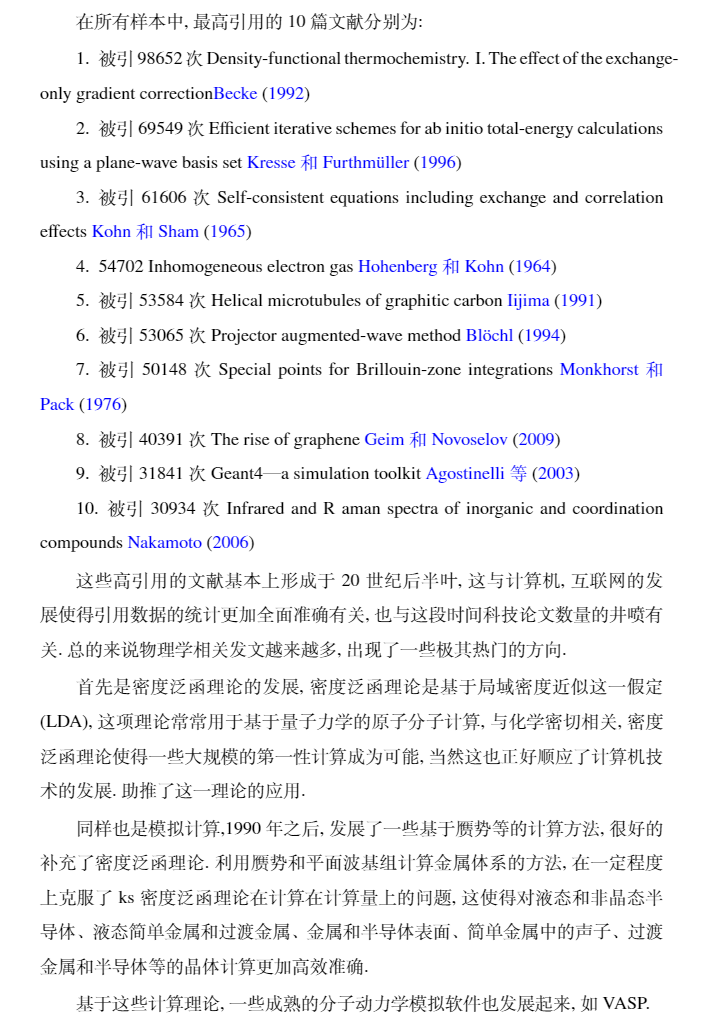 在所有样本中, 最高引用的 10 篇文献分别为:
1. 被引 98652 次 Density-functional thermochemistry. I. The effect of the exchange-
only gradient correctionBecke (1992)
2. 被引 69549 次 Efficient iterative schemes for ab initio total-energy calculations
using a plane-wave basis set Kresse 和 Furthmüller (1996)
3. 被引 61606 次 Self-consistent equations including exchange and correlation
effects Kohn 和 Sham (1965)
4. 54702 Inhomogeneous electron gas Hohenberg 和 Kohn (1964)
5. 被引 53584 次 Helical microtubules of graphitic carbon Iijima (1991)
6. 被引 53065 次 Projector augmented-wave method Blöchl (1994)
7. 被引 50148 次 Special points for Brillouin-zone integrations Monkhorst 和
Pack (1976)
8. 被引 40391 次 The rise of graphene Geim 和 Novoselov (2009)
9. 被引 31841 次 Geant4—a simulation toolkit Agostinelli 等 (2003)
10. 被引 30934 次 Infrared and R aman spectra of inorganic and coordination
compounds Nakamoto (2006)
这些高引用的文献基本上形成于 20 世纪后半叶, 这与计算机, 互联网的发
展使得引用数据的统计更加全面准确有关, 也与这段时间科技论文数量的井喷有
关. 总的来说物理学相关发文越来越多, 出现了一些极其热门的方向.
首先是密度泛函理论的发展, 密度泛函理论是基于局域密度近似这一假定
(LDA), 这项理论常常用于基于量子力学的原子分子计算, 与化学密切相关, 密度
泛函理论使得一些大规模的第一性计算成为可能, 当然这也正好顺应了计算机技
术的发展. 助推了这一理论的应用.
同样也是模拟计算,1990 年之后, 发展了一些基于赝势等的计算方法, 很好的
补充了密度泛函理论. 利用赝势和平面波基组计算金属体系的方法, 在一定程度
上克服了 ks 密度泛函理论在计算在计算量上的问题, 这使得对液态和非晶态半
导体、液态简单金属和过渡金属、金属和半导体表面、简单金属中的声子、过渡
金属和半导体等的晶体计算更加高效准确.
基于这些计算理论, 一些成熟的分子动力学模拟软件也发展起来, 如 VASP.